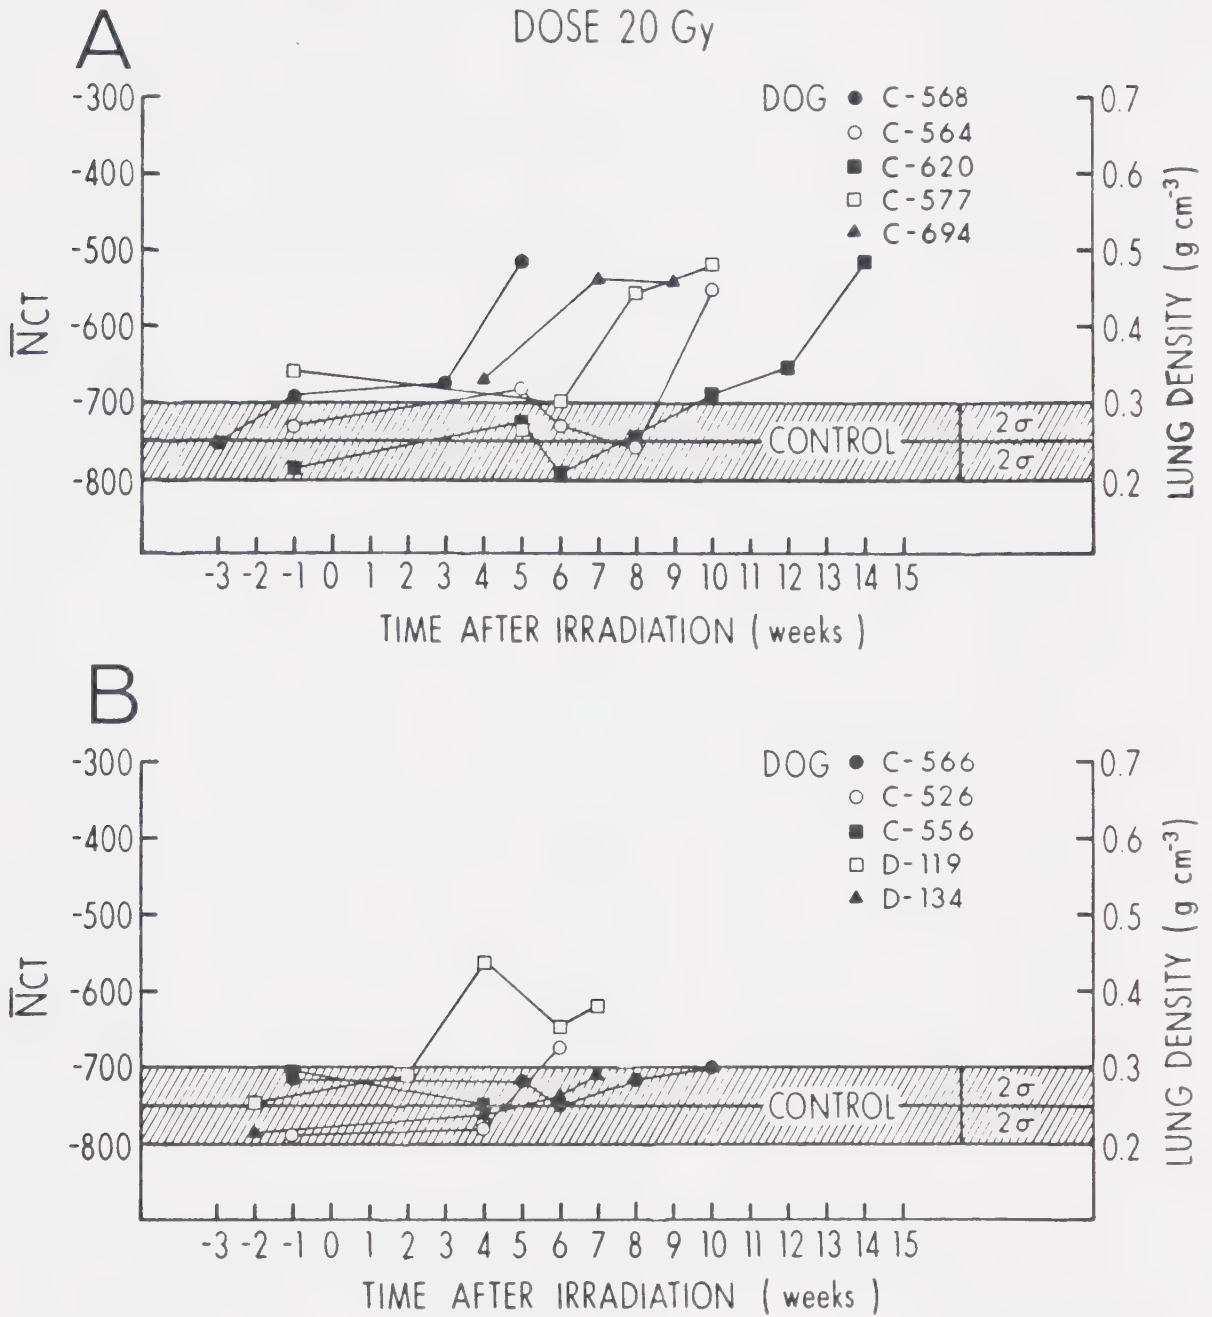 A
DOSE 20 Gy
DOG ● C-568
○ C-564
■ C-620
□ C-577
▲ C-694
-300
-400
-500
-600
-700
-800
N̅CT
0.7
0.6
0.5
0.4
0.3
0.2
LUNG DENSITY (g cm⁻³)
CONTROL
2σ
2σ
-3 -2 -1 0 1 2 3 4 5 6 7 8 9 10 11 12 13 14 15
TIME AFTER IRRADIATION (weeks)
B
DOG ● C-566
○ C-526
■ C-556
□ D-119
▲ D-134
-300
-400
-500
-600
-700
-800
N̅CT
0.7
0.6
0.5
0.4
0.3
0.2
LUNG DENSITY (g cm⁻³)
CONTROL
2σ
2σ
-3 -2 -1 0 1 2 3 4 5 6 7 8 9 10 11 12 13 14 15
TIME AFTER IRRADIATION (weeks)